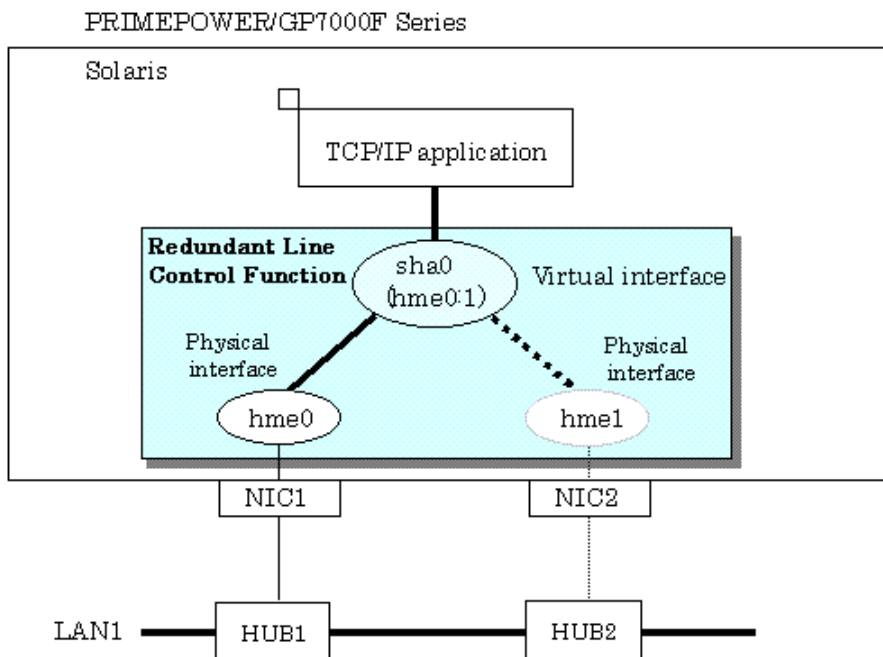 PRIMEPOWER/GP7000F Series
Solaris
TCP/IP application
Redundant Line
Control Function
sha0
(hme0:1)
Virtual interface
Physical
interface
Physical
interface
hme0
hme1
NIC1
NIC2
LAN1
HUB1
HUB2